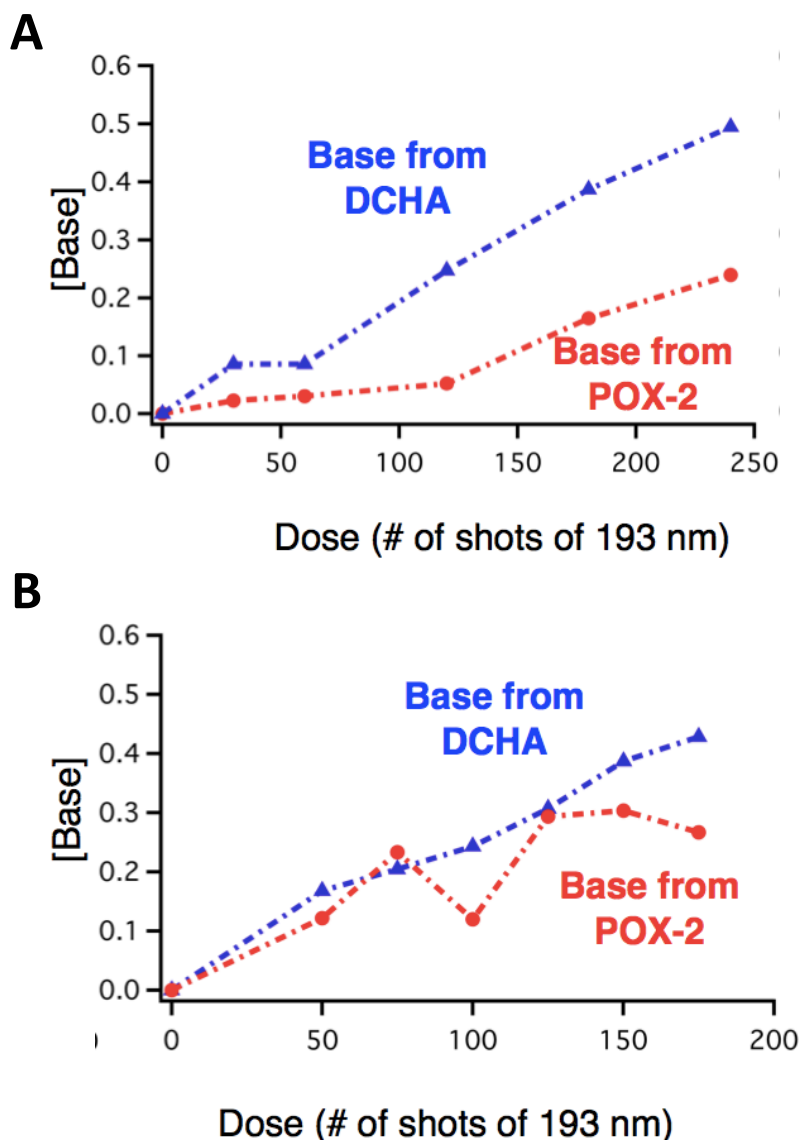 A
0.6
0.5
0.4
0.3
0.2
0.1
0.0
[Base]
Base from
DCHA
Base from
POX-2
0 50 100 150 200 250
Dose (# of shots of 193 nm)
B
0.6
0.5
0.4
0.3
0.2
0.1
0.0
[Base]
Base from
DCHA
Base from
POX-2
0 50 100 150 200
Dose (# of shots of 193 nm)